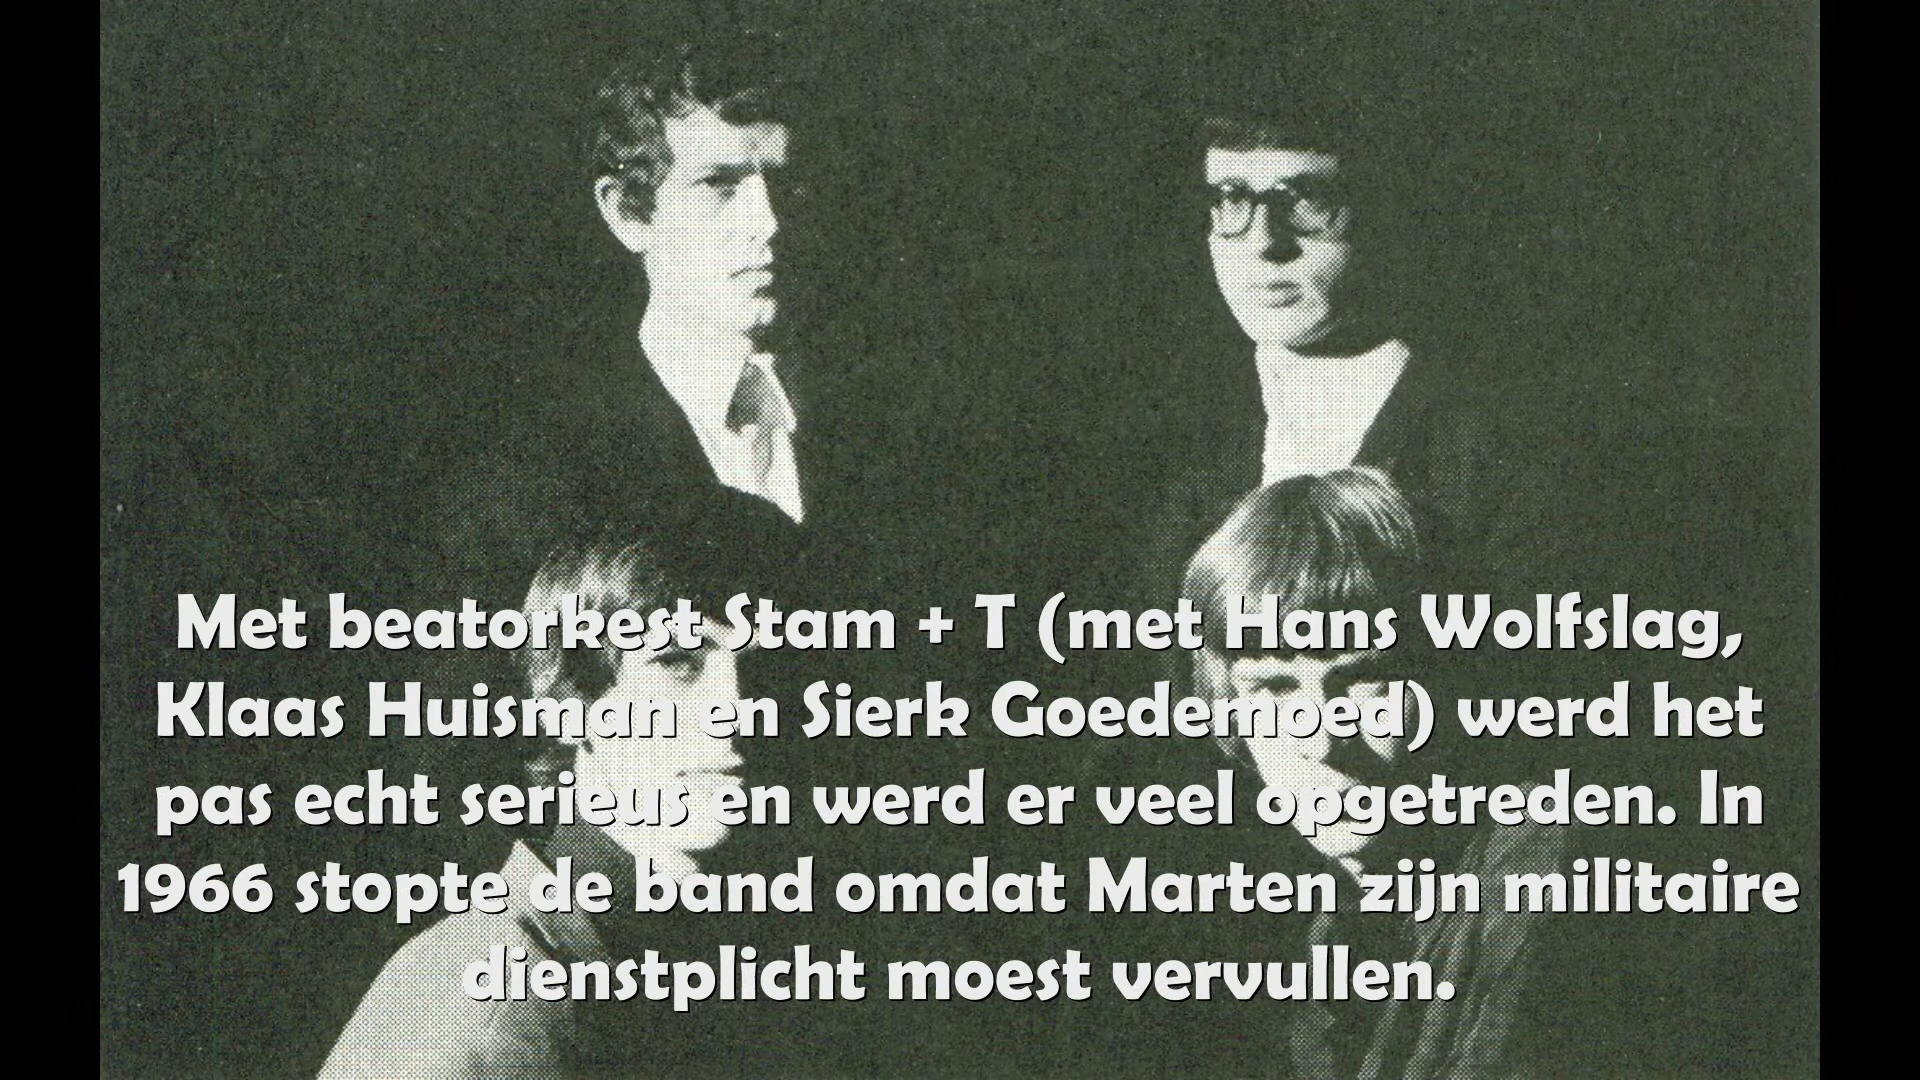 Met beatorkest Stam + T (met Hans Wolfslag,
Klaas Huisman en Sierk Goedemoed) werd het
pas echt serieus en werd er veel opgetreden. In
1966 stopte de band omdat Marten zijn militaire
dienstplicht moest vervullen.